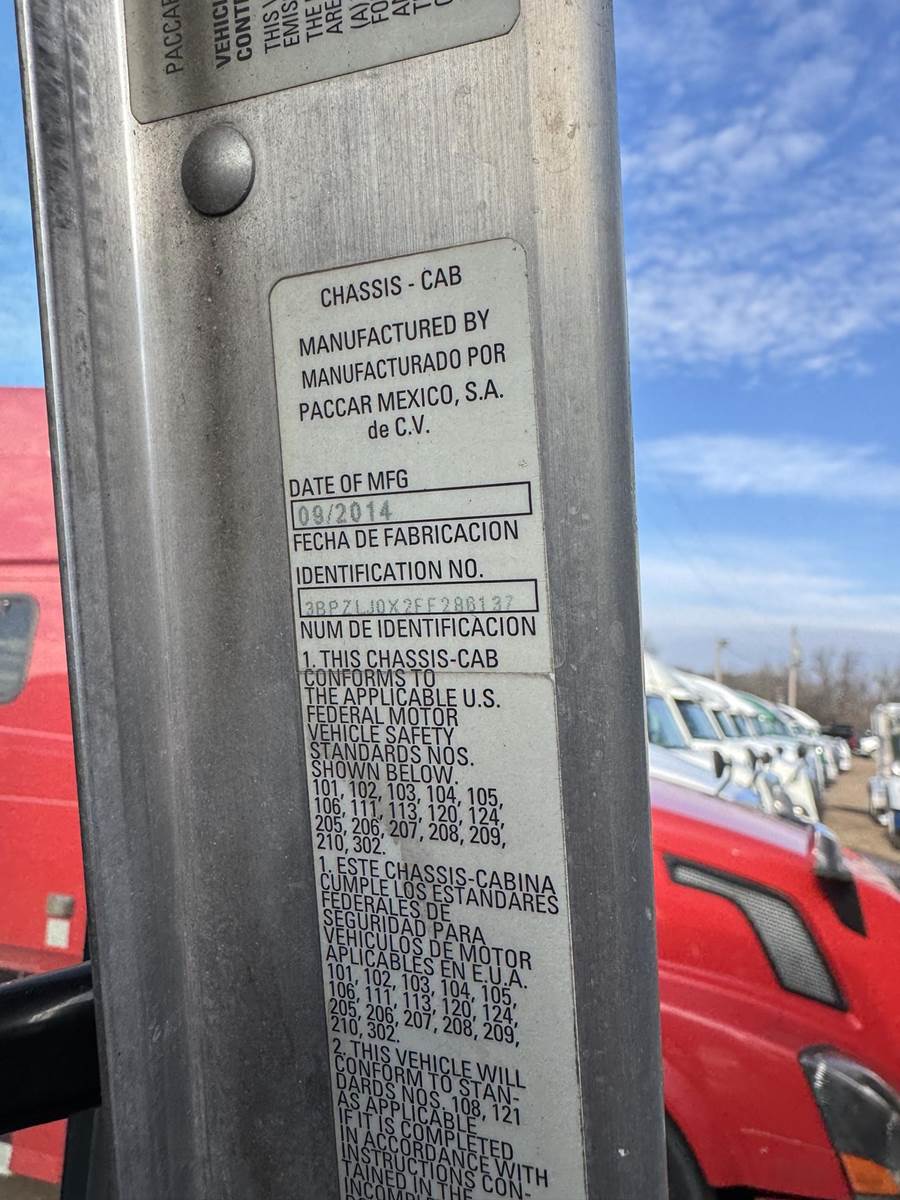 PACCAR
VEHICL
CONTR
THIS V
EMIS
THE
ARE
(A)
CHASSIS - CAB
MANUFACTURED BY
MANUFACTURADO POR
PACCAR MEXICO, S.A.
de C.V.
DATE OF MFG
09/2014
FECHA DE FABRICACION
IDENTIFICATION NO.
3BPZLJ0X2FF286137
NUM DE IDENTIFICACION
1. THIS CHASSIS-CAB
CONFORMS TO
THE APPLICABLE U.S.
FEDERAL MOTOR
VEHICLE SAFETY
STANDARDS NOS.
SHOWN BELOW.
101, 102, 103, 104, 105,
106, 111, 113, 120, 124,
205, 206, 207, 208, 209,
210, 302.
1. ESTE CHASSIS-CABINA
CUMPLE LOS ESTANDARES
FEDERALES DE
SEGURIDAD PARA
VEHICULOS DE MOTOR
APLICABLES EN E.U.A.
101, 102, 103, 104, 105,
106, 111, 113, 120, 124,
205, 206, 207, 208, 209,
210, 302.
2. THIS VEHICLE WILL
CONFORM TO STAN-
DARDS NOS. 108, 121
AS APPLICABLE
IF IT IS COMPLETED
IN ACCORDANCE WITH
INSTRUCTIONS CON-
TAINED IN THE